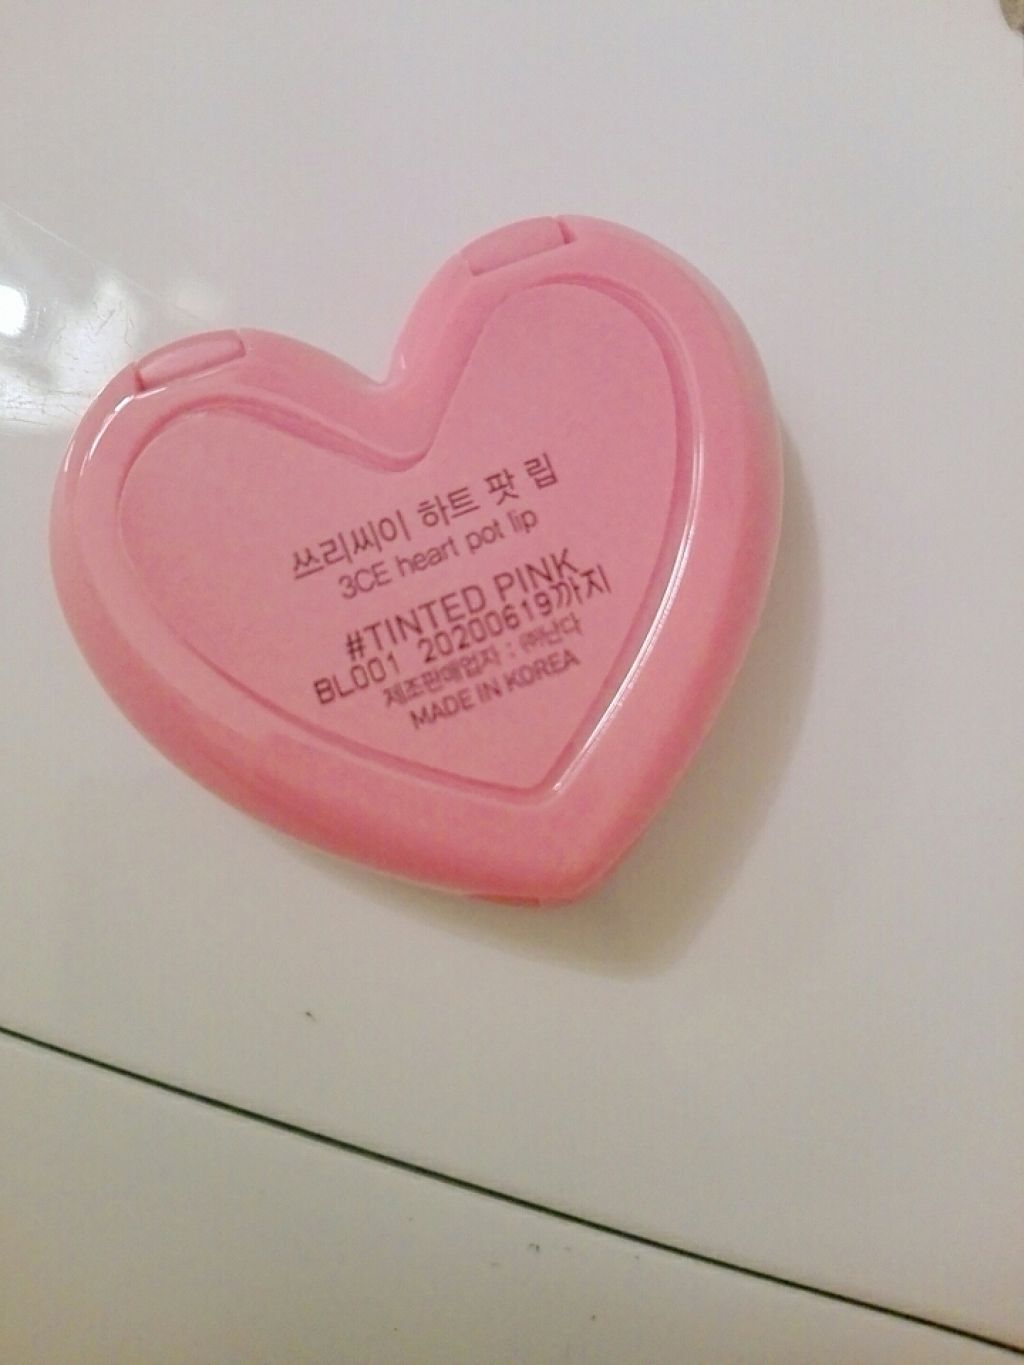 쓰리씨이 하트 팟 립
3CE heart pot lip
#TINTED PINK
BL001 20200619까지
제조판매업자 : ㈜난다
MADE IN KOREA